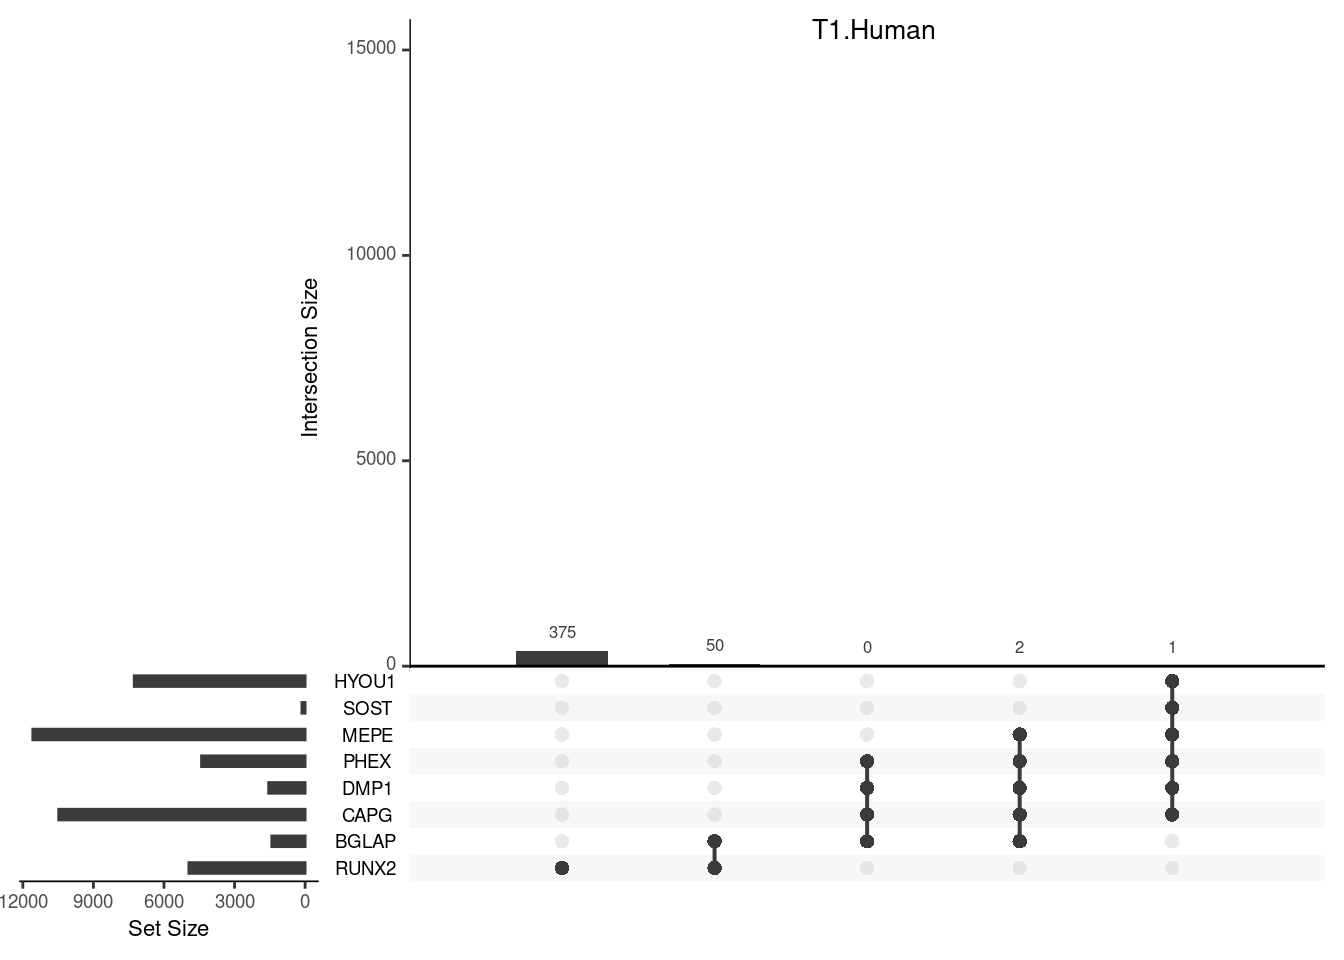 T1.Human
15000
10000
5000
0
Intersection Size
375
50
0
2
1
HYOU1
SOST
MEPE
PHEX
DMP1
CAPG
BGLAP
RUNX2
12000 9000 6000 3000 0
Set Size